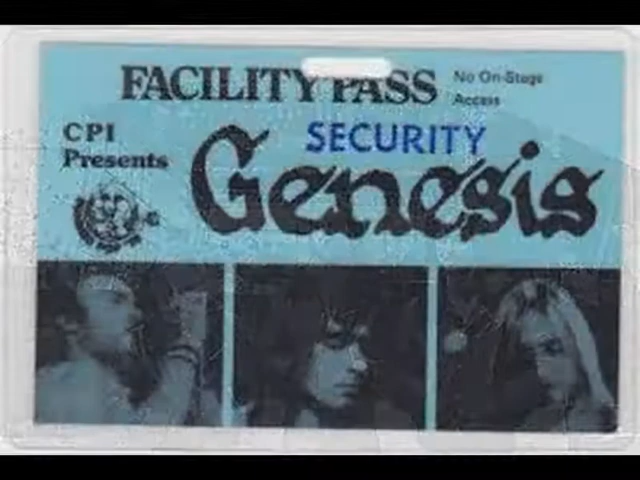 FACILITY PASS
No On-Stage
Access
SECURITY
CPI
Presents
Genesis